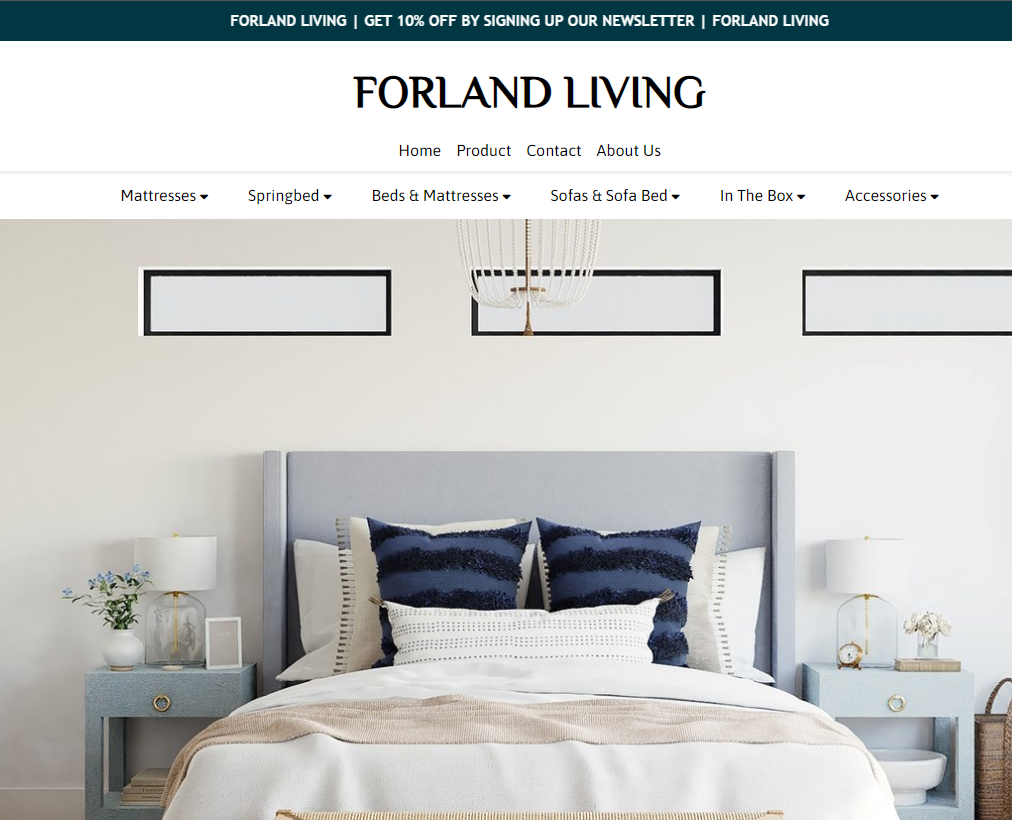 FORLAND LIVING | GET 10% OFF BY SIGNING UP OUR NEWSLETTER | FORLAND LIVING
FORLAND LIVING
Home Product Contact About Us
Mattresses Springbed Beds & Mattresses Sofas & Sofa Bed In The Box Accessories